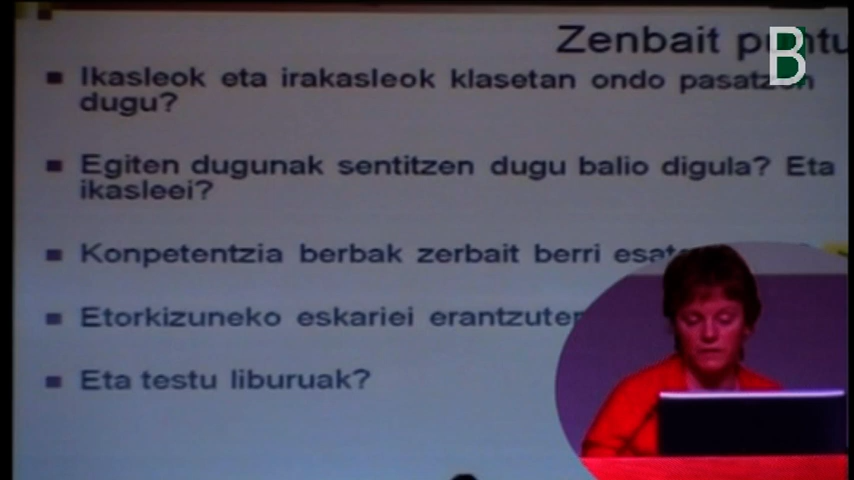 Zenbait
B
Ikasleok eta irakasleok klasetan ondo pasatzen
dugu?
Egiten dugunak sentitzen dugu balio digula? Eta
ikasleei?
Konpetentzia berbak zerbait berri
Etorkizuneko eskariei
Eta testu liburuak?